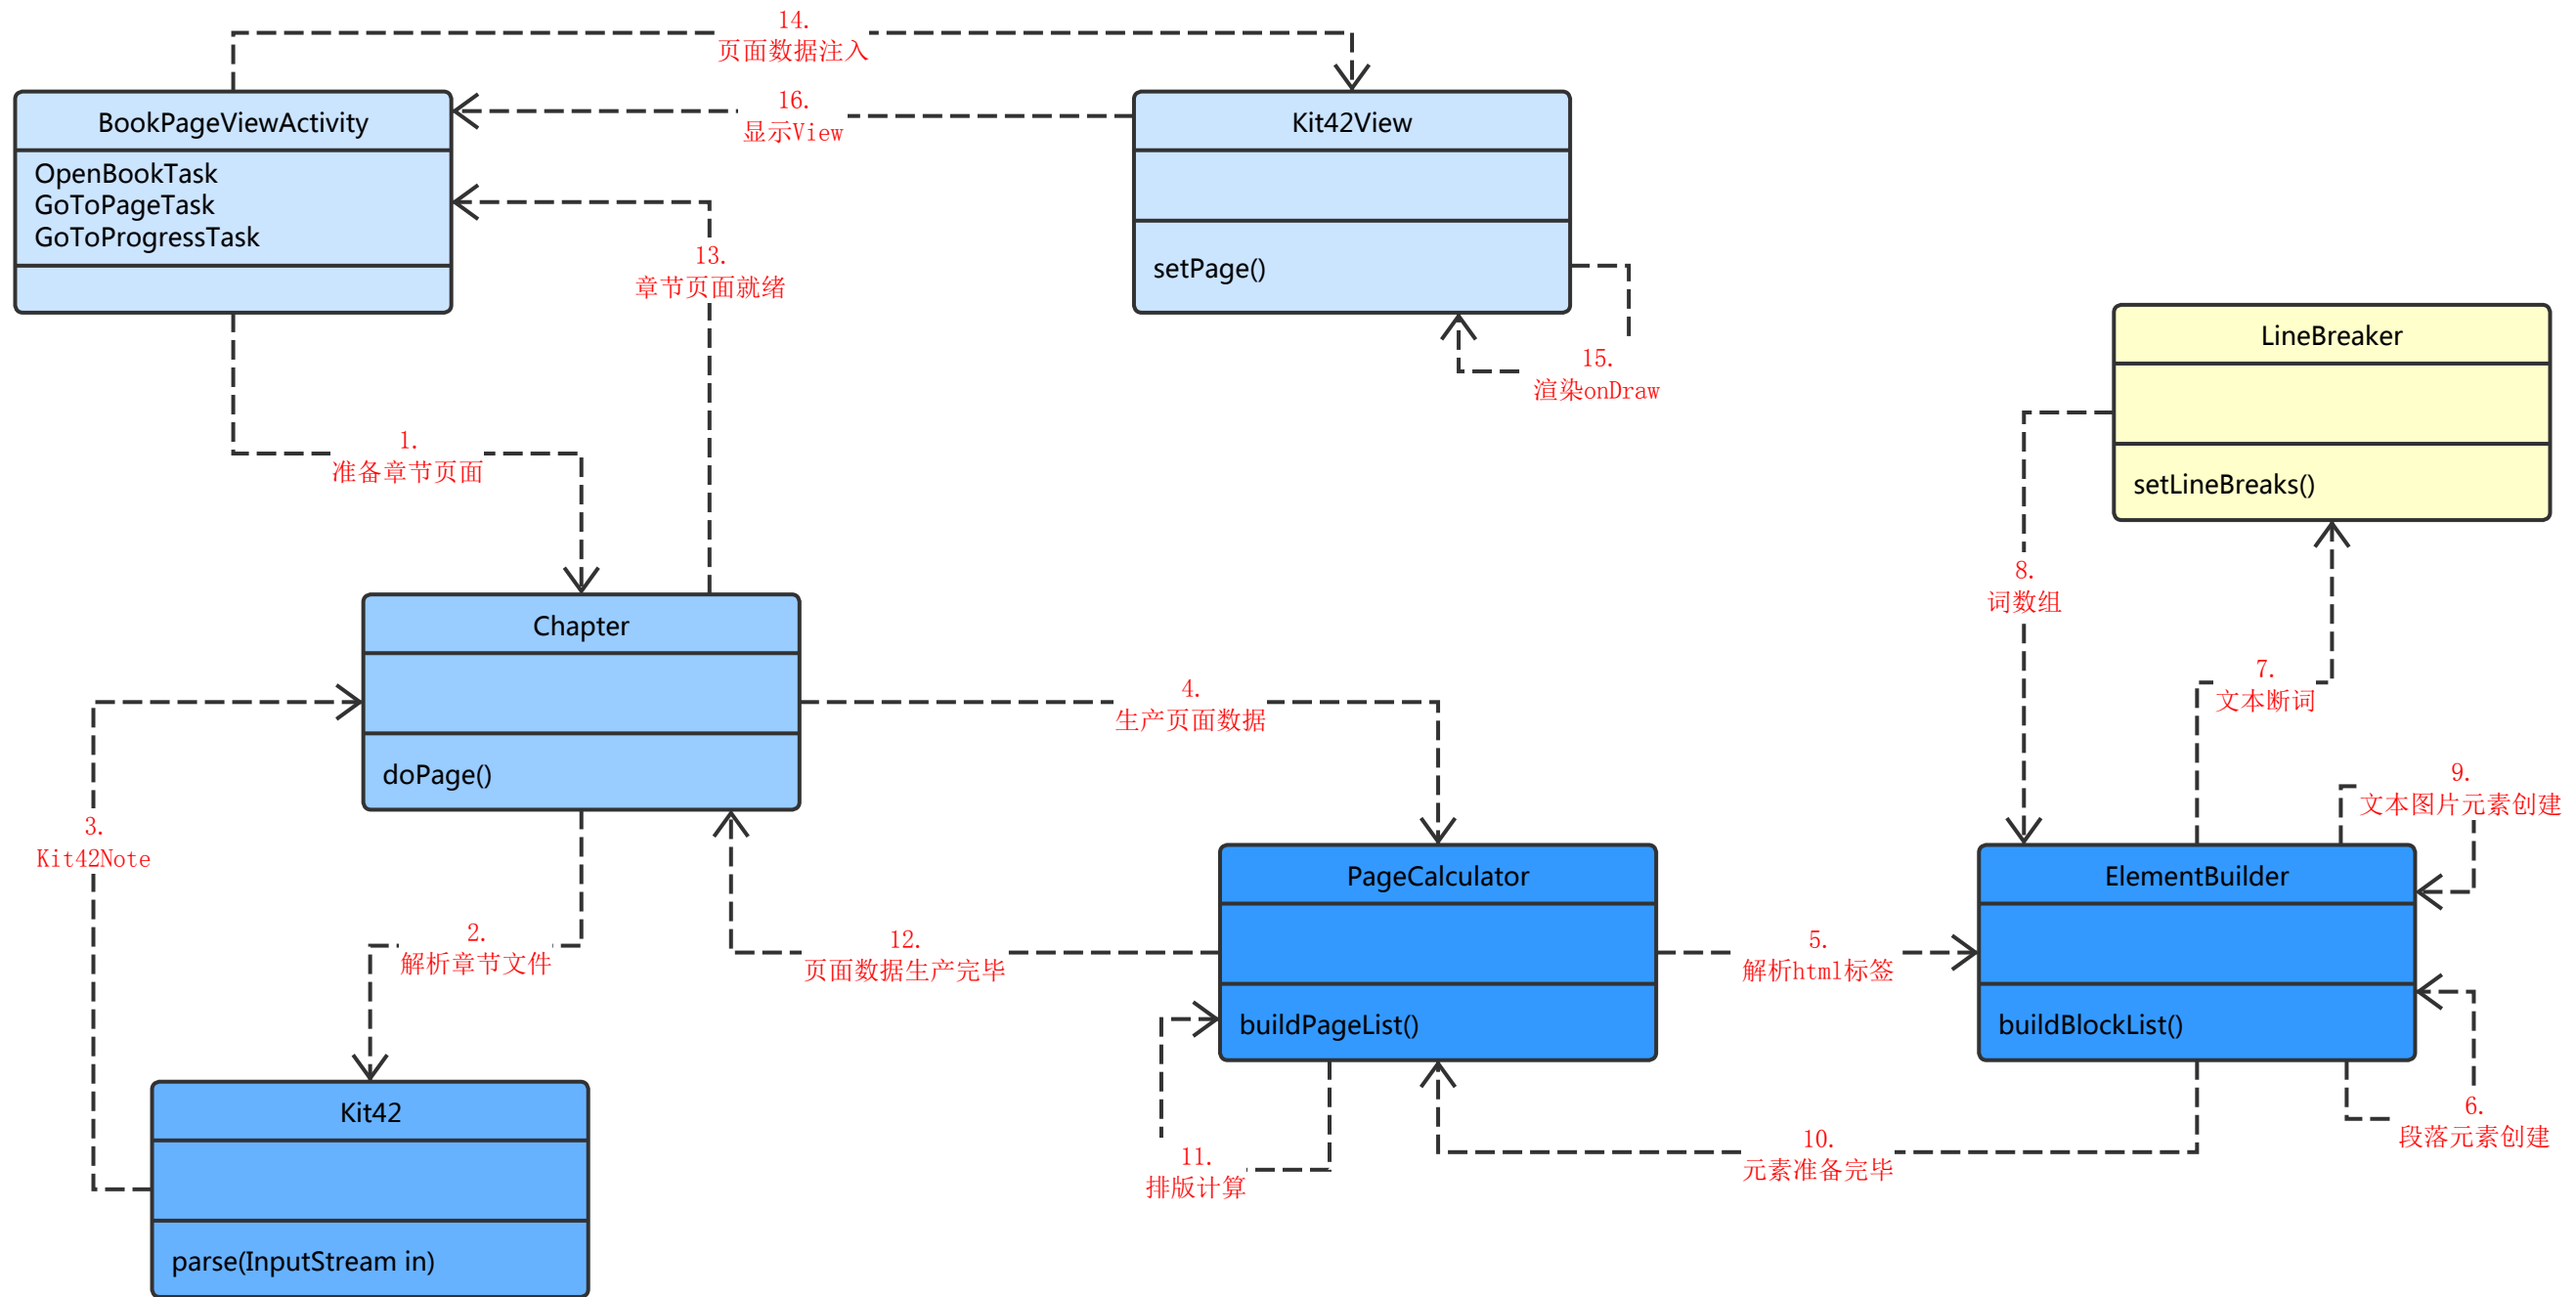 14.
页面数据注入
16.
显示View
BookPageViewActivity
OpenBookTask
GoToPageTask
GoToProgressTask
Kit42View
setPage()
13.
章节页面就绪
15.
渲染onDraw
LineBreaker
setLineBreaks()
1.
准备章节页面
8.
词数组
7.
文本断词
Chapter
doPage()
4.
生产页面数据
9.
文本图片元素创建
3.
Kit42Note
2.
解析章节文件
12.
页面数据生产完毕
PageCalculator
buildPageList()
5.
解析html标签
ElementBuilder
buildBlockList()
6.
段落元素创建
10.
元素准备完毕
11.
排版计算
Kit42
parse(InputStream in)